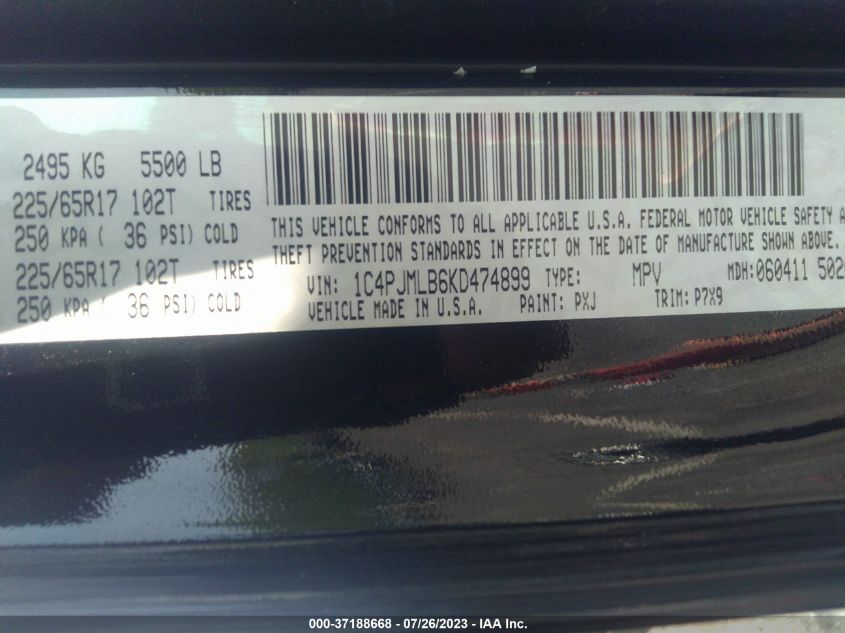 2495 KG 5500 LB
225/65R17 102T TIRES
250 KPA ( 36 PSI) COLD
225/65R17 102T TIRES
250 KPA ( 36 PSI) COLD
THIS VEHICLE CONFORMS TO ALL APPLICABLE U.S.A. FEDERAL MOTOR VEHICLE SAFETY A
THEFT PREVENTION STANDARDS IN EFFECT ON THE DATE OF MANUFACTURE SHOWN ABOVE.
VIN: 1C4PJMLB6KD474899 TYPE: MPV MDH:060411 502
VEHICLE MADE IN U.S.A. PAINT: PXJ TRIM: P7X9
000-37188668 - 07/26/2023 - IAA Inc.